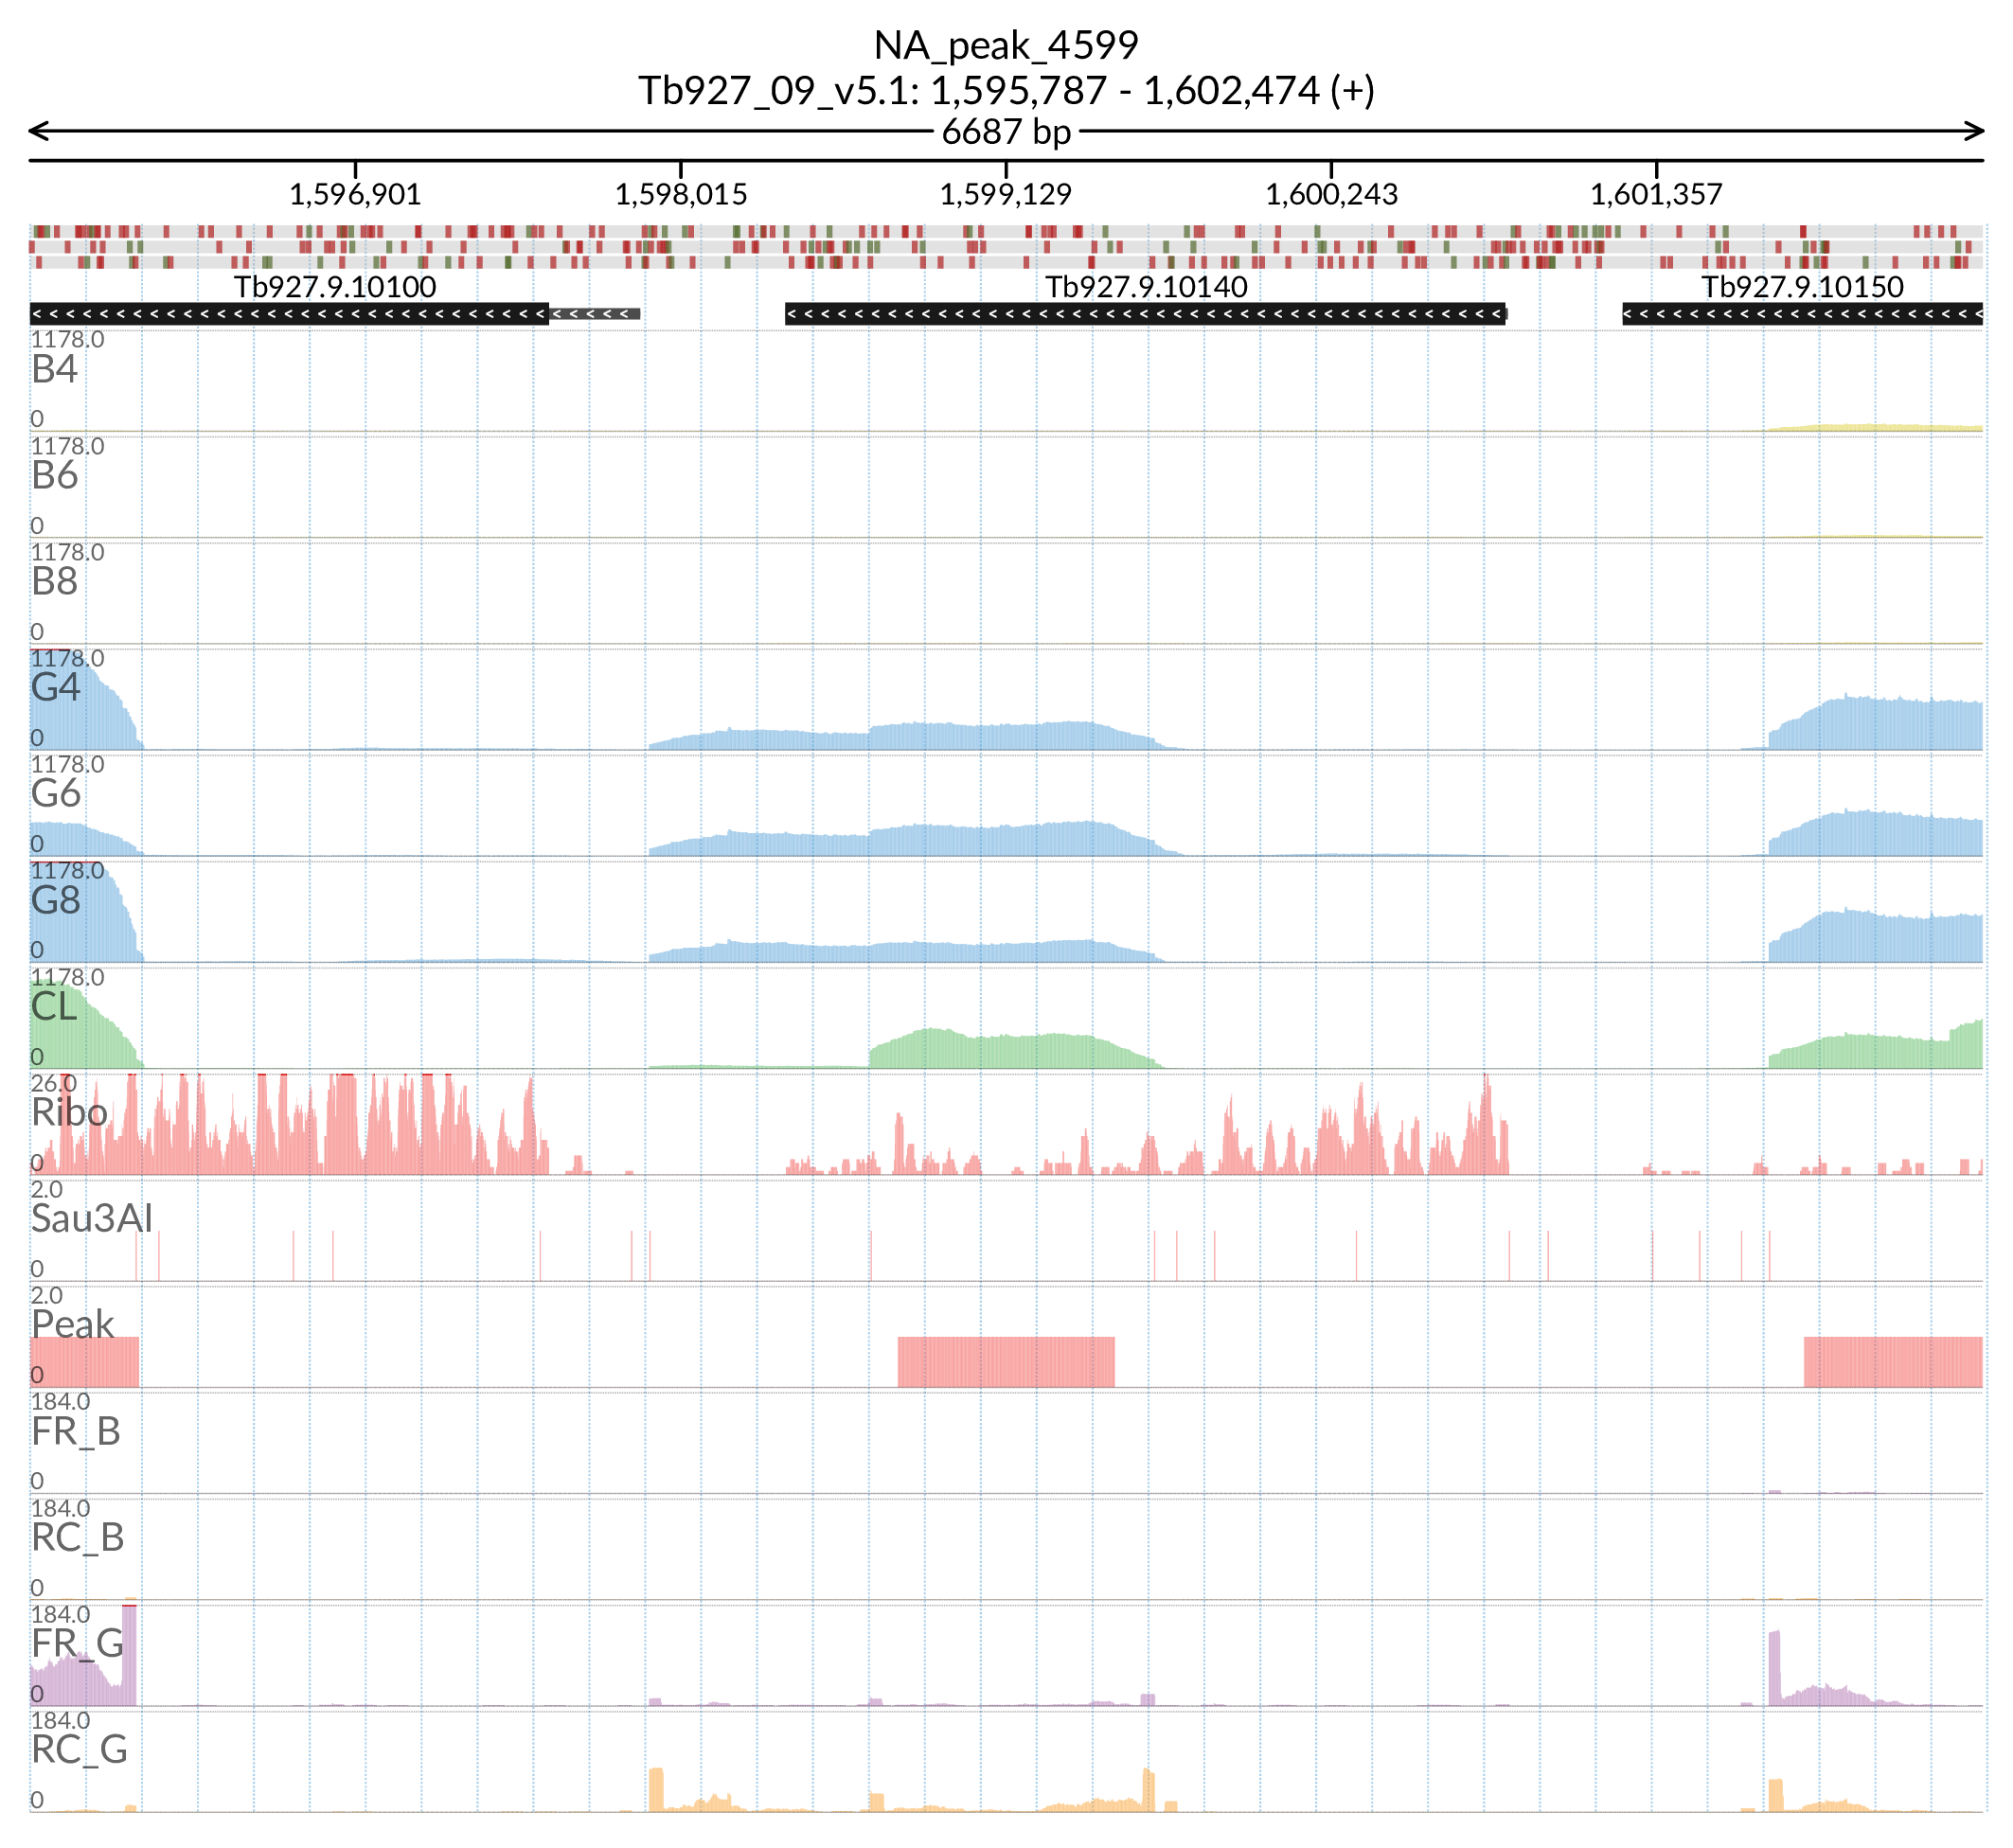 NA_peak_4599
Tb927_09_v5.1: 1,595,787 - 1,602,474 (+)
6687 bp
1,596,901 1,598,015 1,599,129 1,600,243 1,601,357
Tb927.9.10100 Tb927.9.10140 Tb927.9.10150
1178.0
B4
0
1178.0
B6
0
1178.0
B8
0
1178.0
G4
0
1178.0
G6
0
1178.0
G8
0
1178.0
CL
0
26.0
Ribo
0
2.0
Sau3AI
0
2.0
Peak
0
184.0
FR_B
0
184.0
RC_B
0
184.0
FR_G
0
184.0
RC_G
0